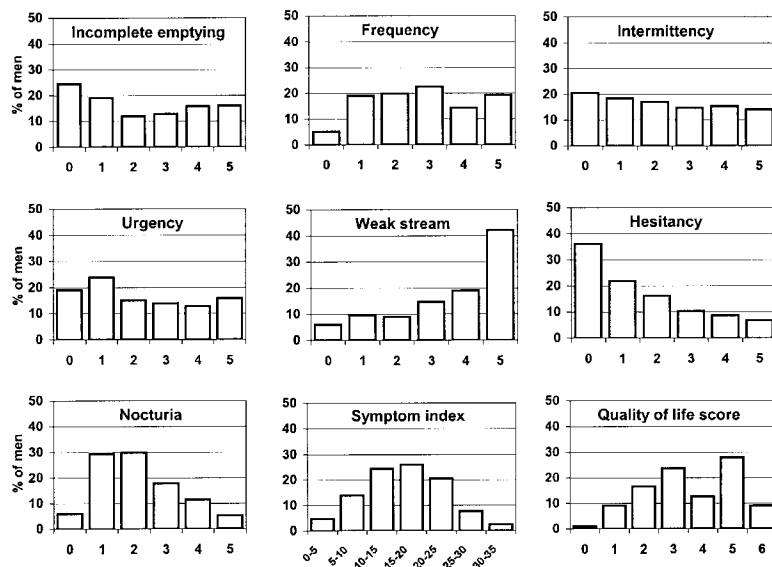 Incomplete emptying
% of men
50
40
30
20
10
0
0 1 2 3 4 5
Frequency
50
40
30
20
10
0
0 1 2 3 4 5
Intermittency
50
40
30
20
10
0
0 1 2 3 4 5
Urgency
% of men
50
40
30
20
10
0
0 1 2 3 4 5
Weak stream
50
40
30
20
10
0
0 1 2 3 4 5
Hesitancy
50
40
30
20
10
0
0 1 2 3 4 5
Nocturia
% of men
50
40
30
20
10
0
0 1 2 3 4 5
Symptom index
50
40
30
20
10
0
0-5 5-10 10-15 15-20 20-25 25-30 30-35
Quality of life score
50
40
30
20
10
0
0 1 2 3 4 5 6